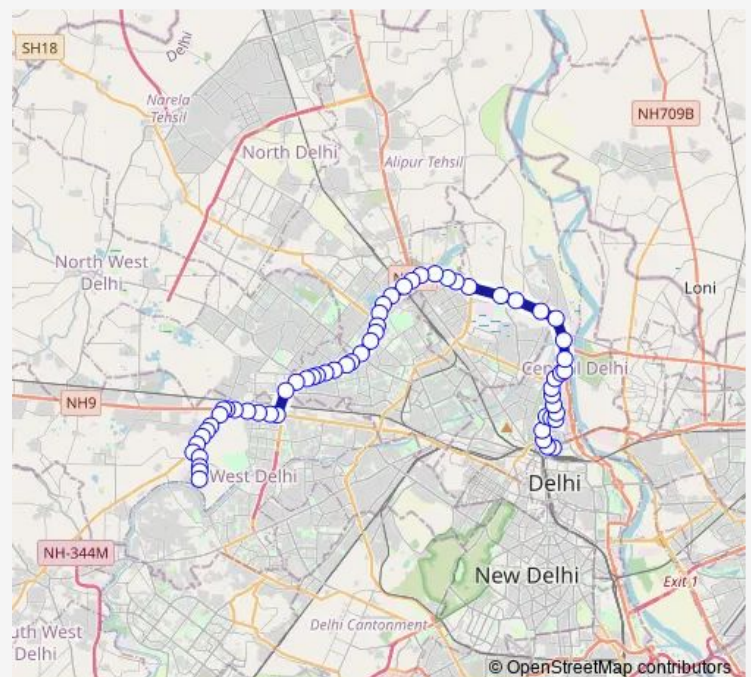 SH18
Delhi
Narela
Tehsil
NH709B
North Delhi
Alipur Tehsil
North West
Delhi
Loni
Central Delhi
NH9
West Delhi
Delhi
NH-344M
New Delhi
Exit 1
uth West
Delhi
Delhi Cantonment
© OpenStreetMap contributors